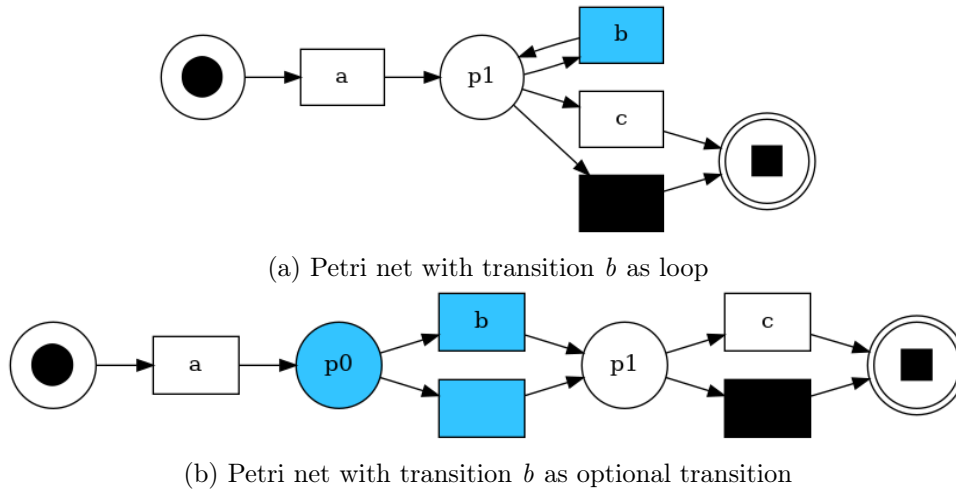 b
a
p1
c
(a) Petri net with transition b as loop
b
c
a
p0
p1
(b) Petri net with transition b as optional transition